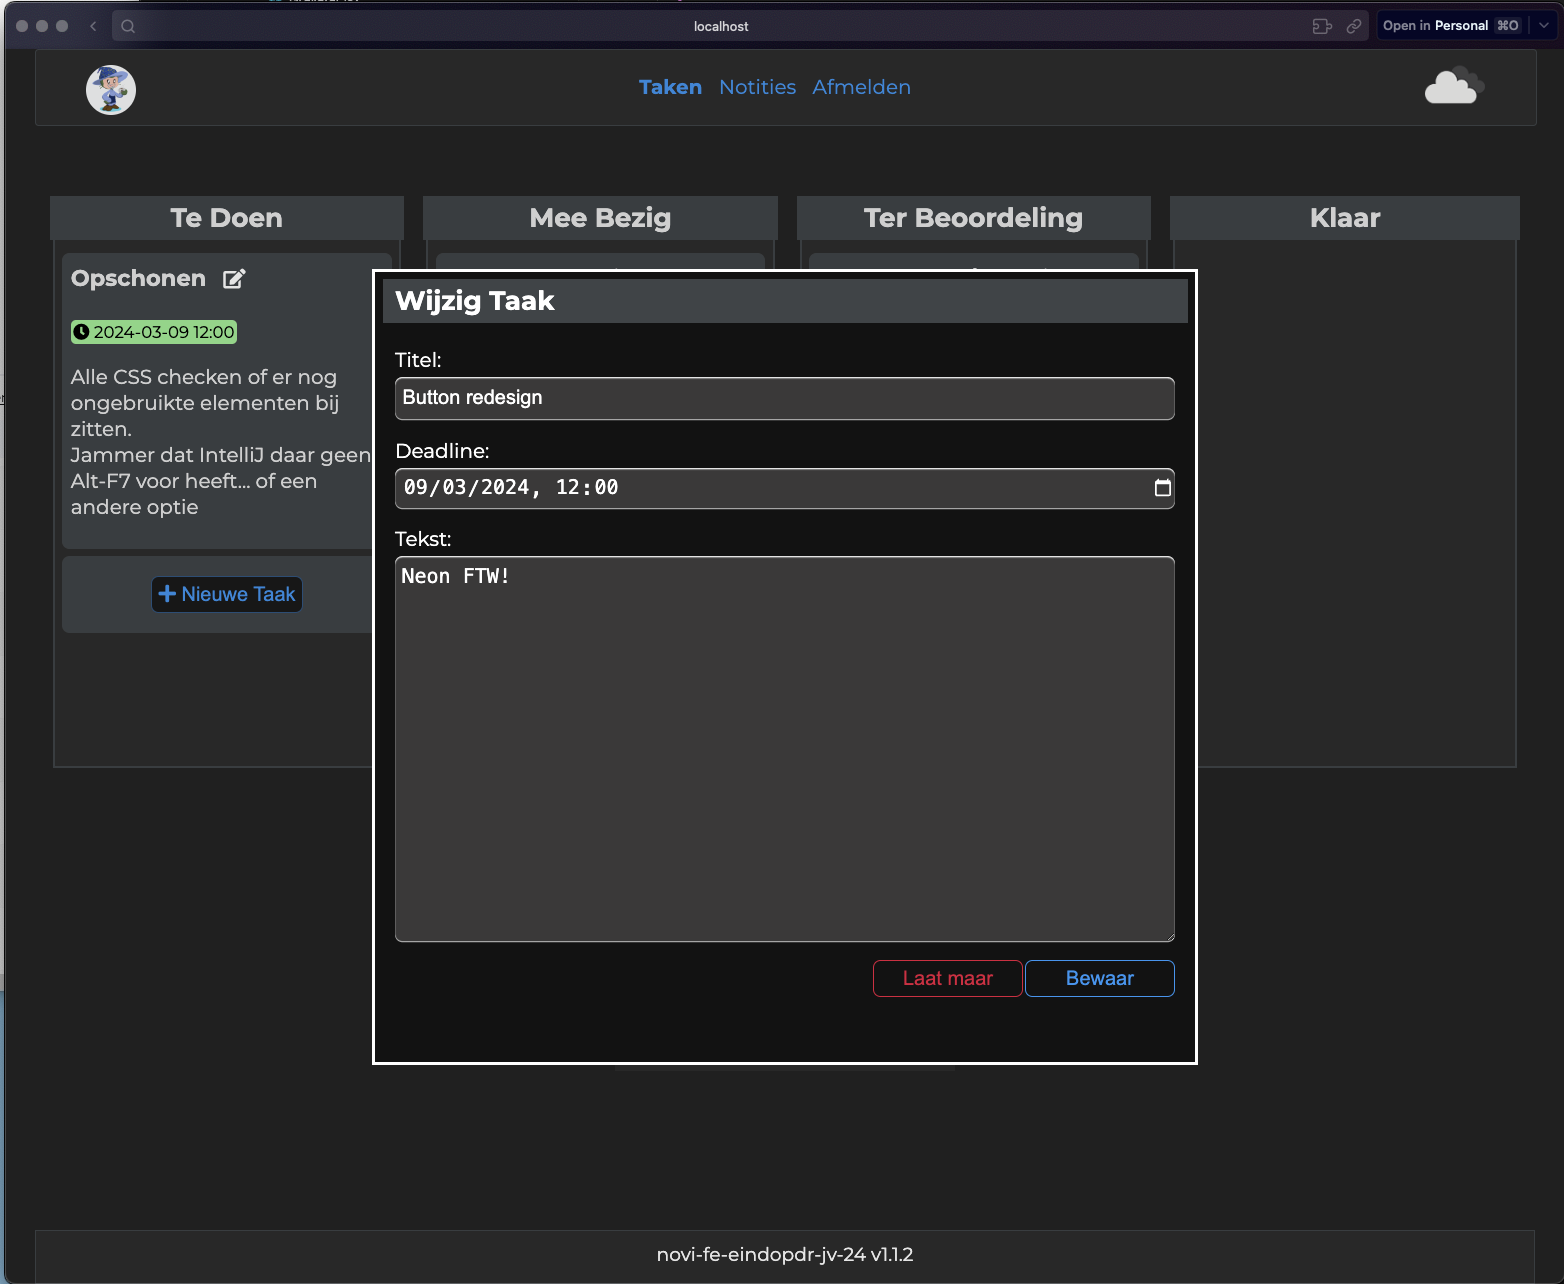 localhost
Open in Personal ⌘O
Taken Notities Afmelden
Te Doen
Mee Bezig
Ter Beoordeling
Klaar
Opschonen
2024-03-09 12:00
Alle CSS checken of er nog
ongebruikte elementen bij
zitten.
Jammer dat IntelliJ daar geen
Alt-F7 voor heeft... of een
andere optie
+ Nieuwe Taak
Wijzig Taak
Titel:
Button redesign
Deadline:
09/03/2024, 12:00
Tekst:
Neon FTW!
Laat maar
Bewaar
novi-fe-eindopdr-jv-24 v1.1.2